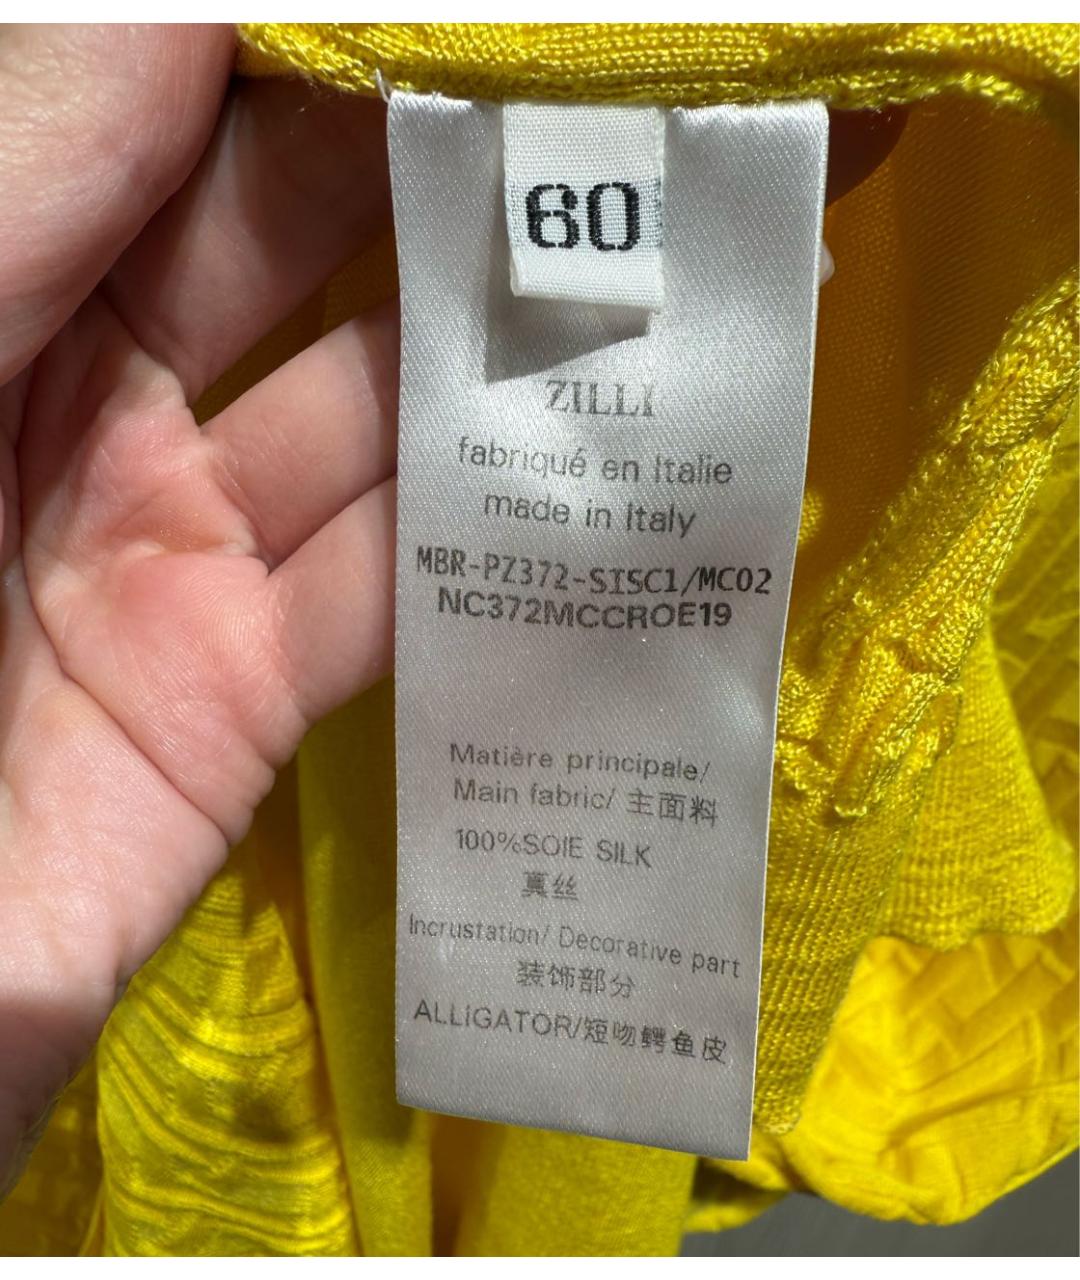 60
ZILLI
fabriqué en Italie
made in Italy
MBR-PZ372-SISC1/MC02
NC372MCCROE19
Matière principale/
Main fabric/ 主面料
100%SOIE SILK
真丝
Incrustation/ Decorative part
装饰部分
ALLIGATOR/短吻鳄鱼皮